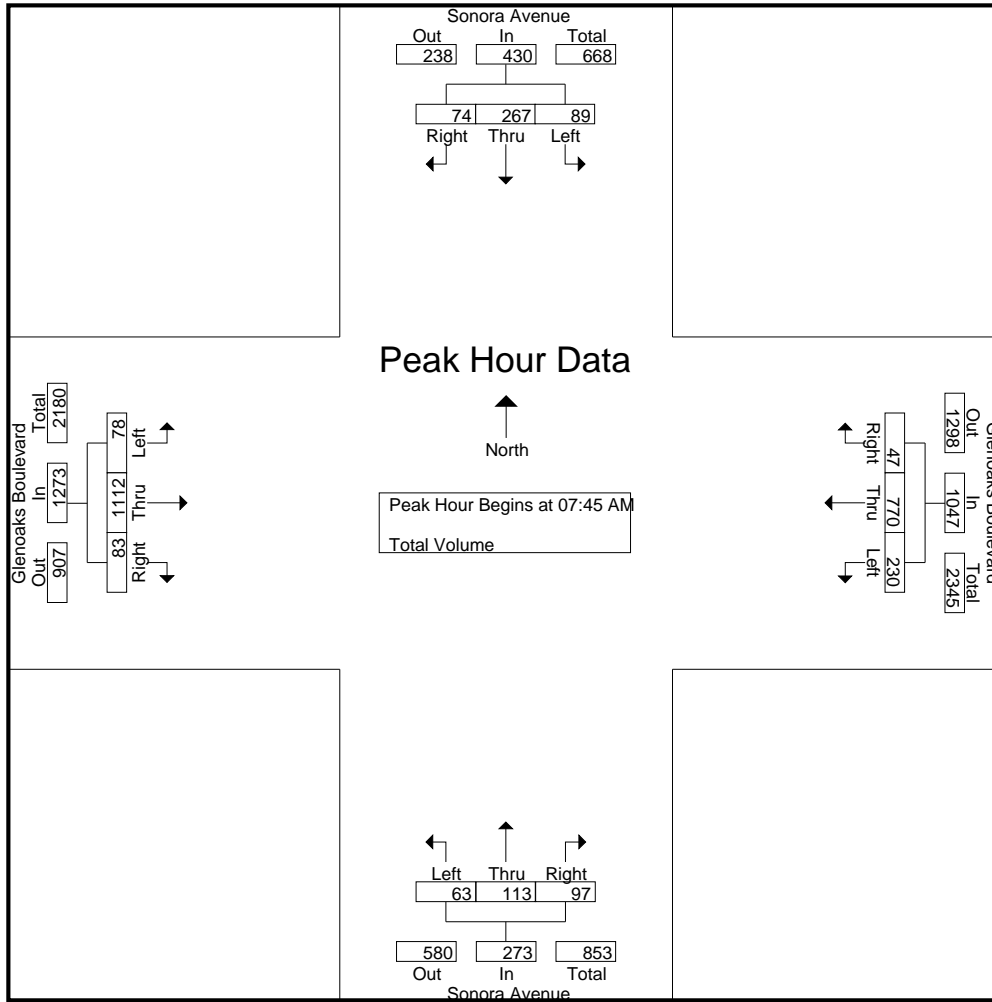 Sonora Avenue
Out In Total
238 430 668
74 267 89
Right Thru Left
Peak Hour Data
North
Peak Hour Begins at 07:45 AM
Total Volume
Glenoaks Boulevard
Out In Total
907 1273 2180
83 1112 78
Right Thru Left
Glenoaks Boulevard
Out In Total
1298 1047 2345
47 770 230
Right Thru Left
Left Thru Right
63 113 97
580 273 853
Out In Total
Sonora Avenue